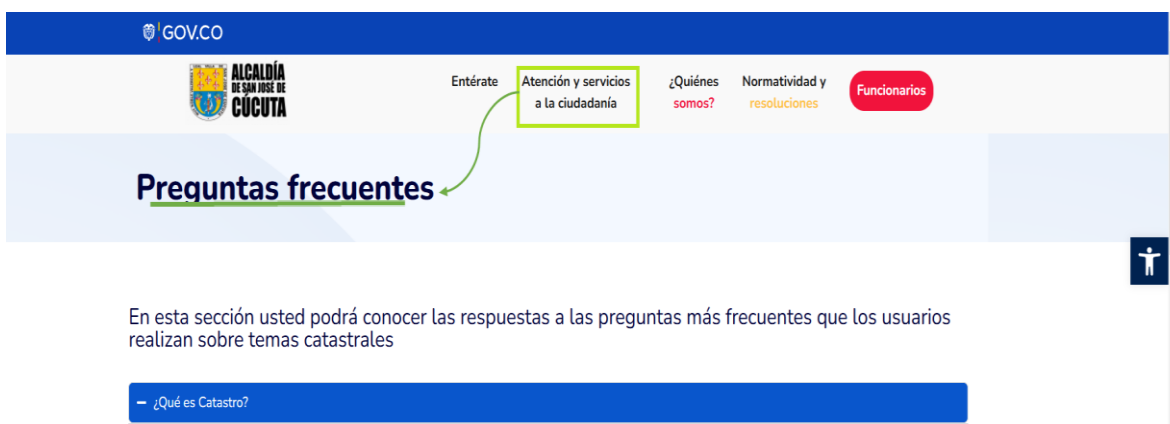 GOV.CO
ALCALDÍA
DE SAN JOSÉ DE
CÚCUTA
Entérate
Atención y servicios
a la ciudadanía
¿Quiénes
somos?
Normatividad y
resoluciones
Funcionarios
Preguntas frecuentes
En esta sección usted podrá conocer las respuestas a las preguntas más frecuentes que los usuarios
realizan sobre temas catastrales
– ¿Qué es Catastro?